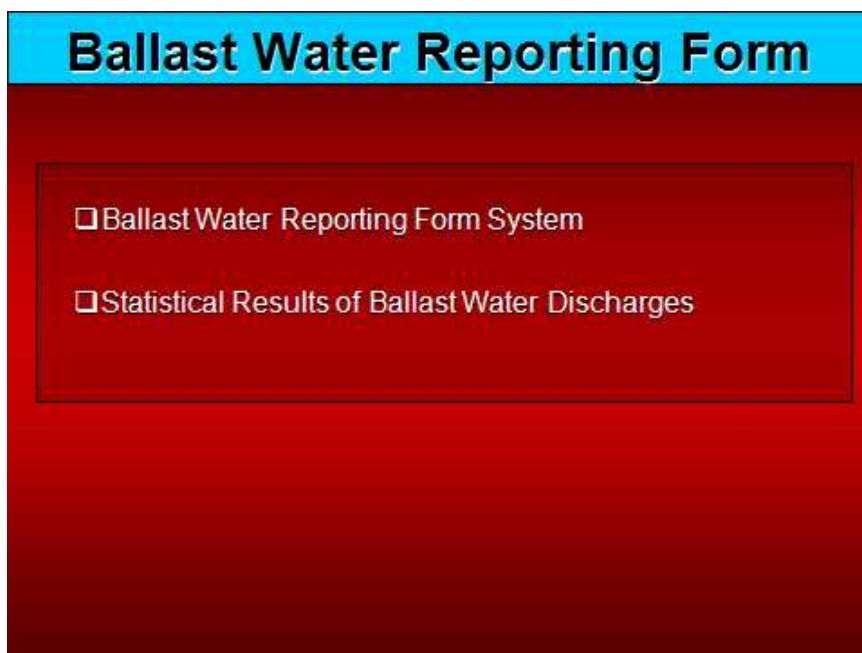 Ballast Water Reporting Form
❑Ballast Water Reporting Form System
❑Statistical Results of Ballast Water Discharges